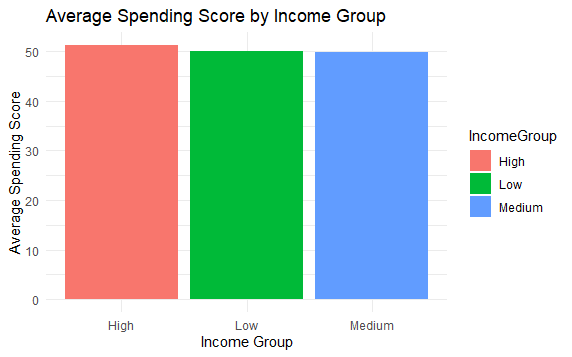 Average Spending Score by Income Group
Average Spending Score
50
40
30
20
10
0
High
Low
Medium
Income Group
IncomeGroup
High
Low
Medium